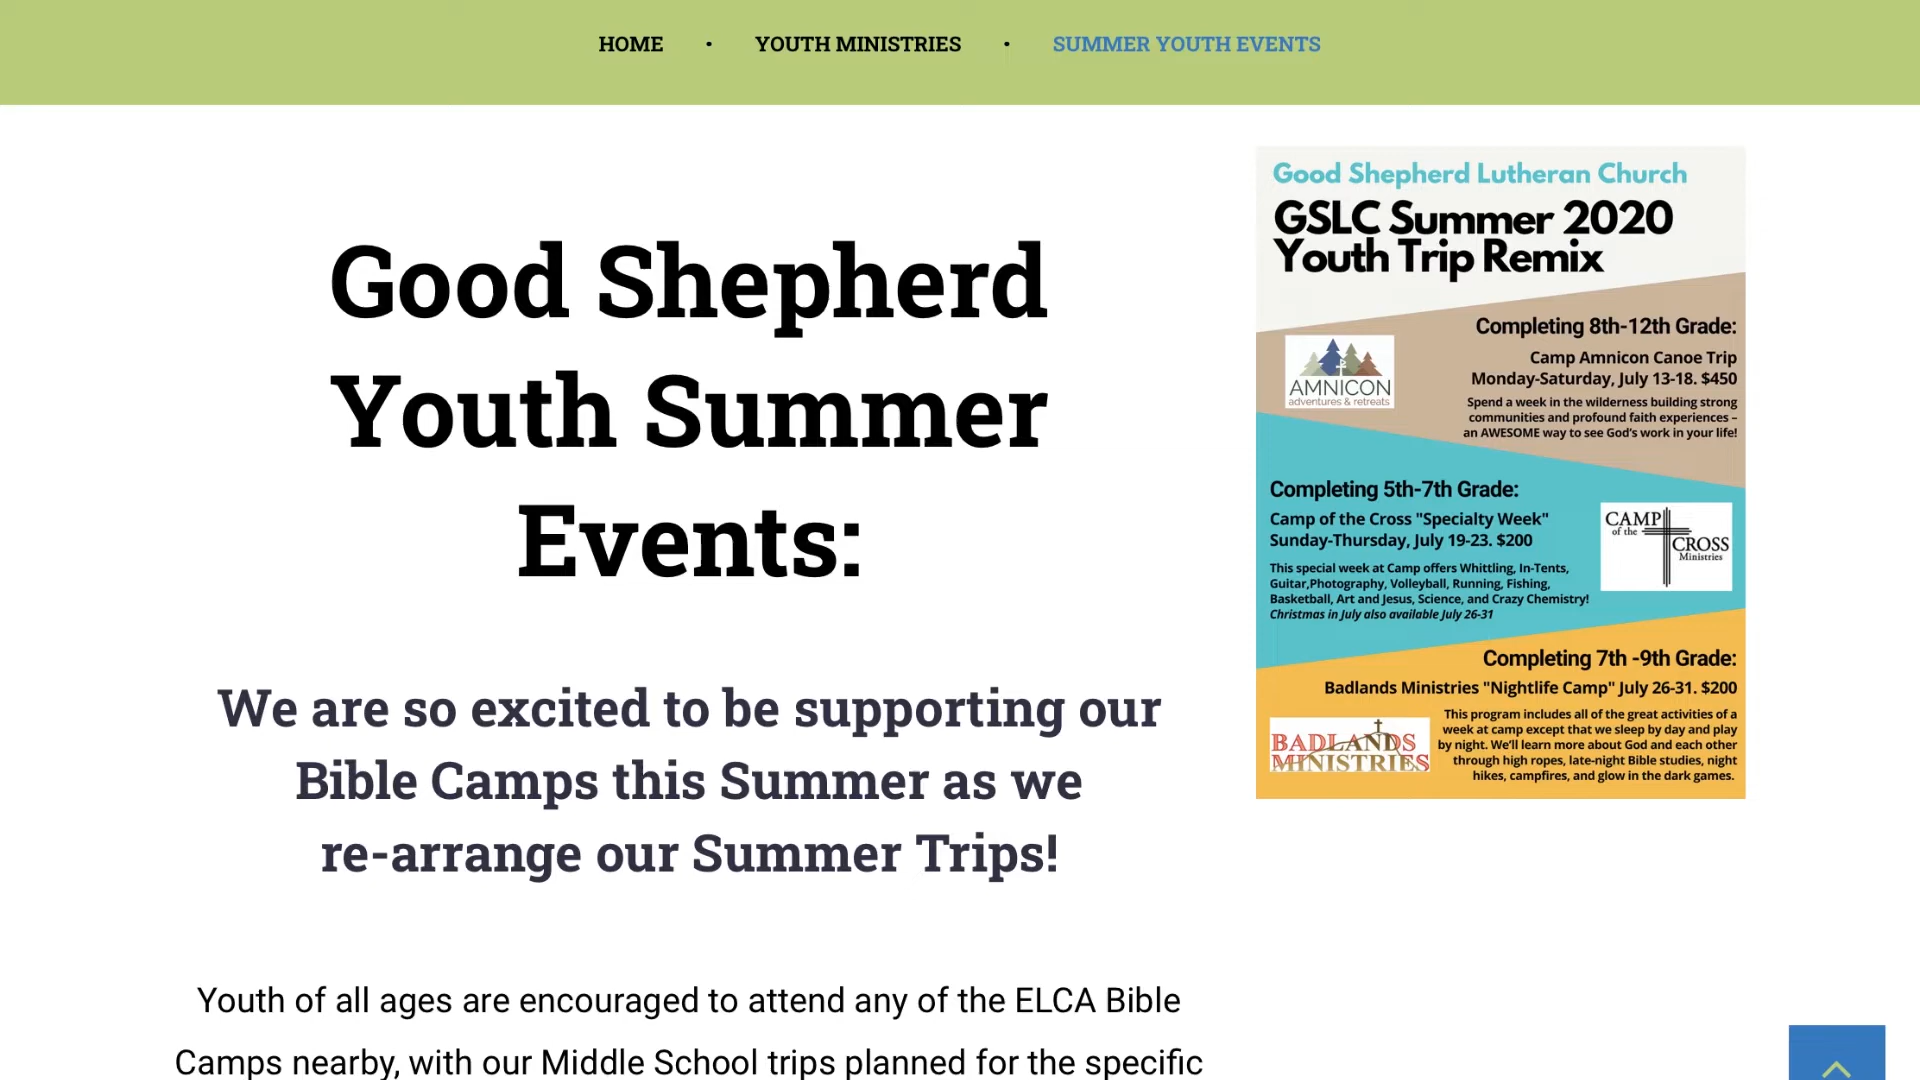 HOME • YOUTH MINISTRIES • SUMMER YOUTH EVENTS
Good Shepherd
Youth Summer
Events:
We are so excited to be supporting our
Bible Camps this Summer as we
re-arrange our Summer Trips!
Youth of all ages are encouraged to attend any of the ELCA Bible
Camps nearby, with our Middle School trips planned for the specific
Good Shepherd Lutheran Church
GSLC Summer 2020
Youth Trip Remix
Completing 8th-12th Grade:
Camp Amnicon Canoe Trip
Monday-Saturday, July 13-18. $450
Spend a week in the wilderness building strong
communities and profound faith experiences –
an AWESOME way to see God's work in your life!
AMNICON
adventures & retreats
Completing 5th-7th Grade:
Camp of the Cross "Specialty Week"
Sunday-Thursday, July 19-23. $200
This special week at Camp offers Whittling, In-Tents,
Guitar,Photography, Volleyball, Running, Fishing,
Basketball, Art and Jesus, Science, and Crazy Chemistry!
Christmas in July also available July 26-31
CAMP
of the
CROSS
Ministries
Completing 7th -9th Grade:
Badlands Ministries "Nightlife Camp" July 26-31. $200
This program includes all of the great activities of a
week at camp except that we sleep by day and play
by night. We'll learn more about God and each other
through high ropes, late-night Bible studies, night
hikes, campfires, and glow in the dark games.
BADLANDS
MINISTRIES